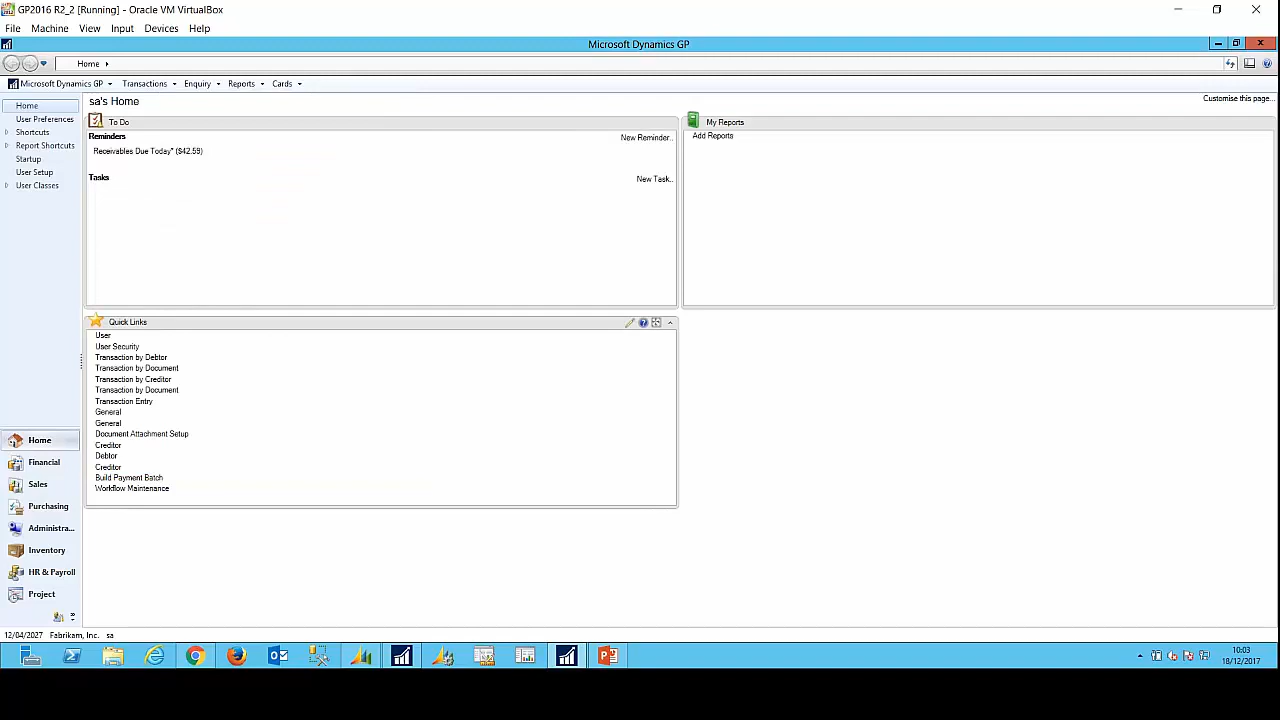 GP2016 R2_2 [Running] - Oracle VM VirtualBox
File Machine View Input Devices Help
Microsoft Dynamics GP
Home
Microsoft Dynamics GP Transactions Enquiry Reports Cards
Home
User Preferences
Shortcuts
Report Shortcuts
Startup
User Setup
User Classes
sa's Home
Customise this page...
To Do
Reminders
New Reminder..
Receivables Due Today* ($42.59)
Tasks
New Task..
My Reports
Add Reports
Quick Links
User
User Security
Transaction by Debtor
Transaction by Document
Transaction by Creditor
Transaction by Document
Transaction Entry
General
General
Document Attachment Setup
Creditor
Debtor
Creditor
Build Payment Batch
Workflow Maintenance
Home
Financial
Sales
Purchasing
Administra...
Inventory
HR & Payroll
Project
12/04/2027 Fabrikam, Inc. sa
10:03
18/12/2017